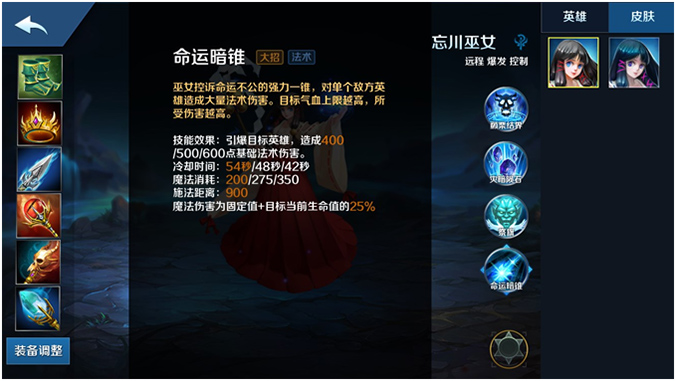 命运暗锥 大招 法术
巫女控诉命运不公的强力一锥，对单个敌方英
雄造成大量法术伤害。目标气血上限越高，所
受伤害越高。
技能效果：引爆目标英雄，造成400
/500/600点基础法术伤害。
冷却时间：54秒/48秒/42秒
魔法消耗：200/275/350
施法距离：900
魔法伤害为固定值+目标当前生命值的25%
忘川巫女
远程 爆发 控制
灾暗陨石
命运暗锥
英雄
皮肤
装备调整